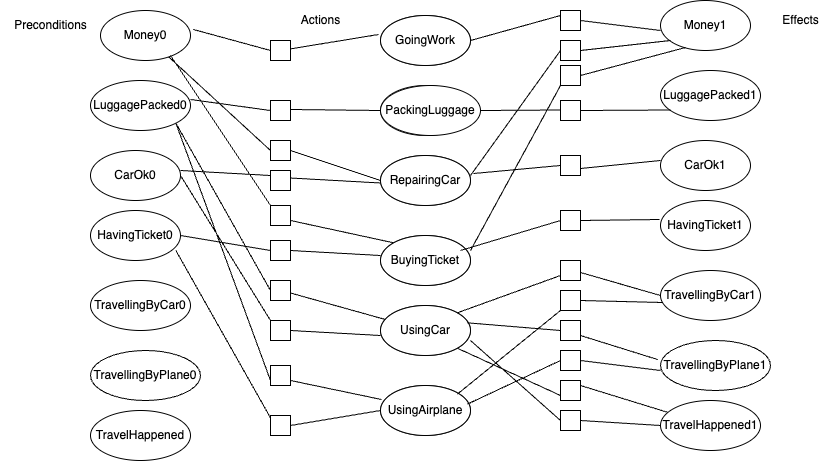 Preconditions
Actions
Effects
Money0
GoingWork
Money1
LuggagePacked0
PackingLuggage
LuggagePacked1
CarOk0
RepairingCar
CarOk1
HavingTicket0
BuyingTicket
HavingTicket1
TravellingByCar0
UsingCar
TravellingByCar1
TravellingByPlane0
UsingAirplane
TravellingByPlane1
TravelHappened
TravelHappened1